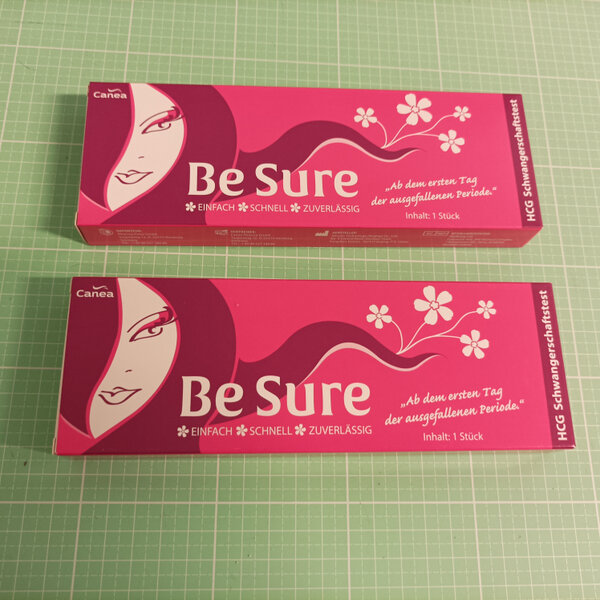 Canea
Be Sure
EINFACH SCHNELL ZUVERLÄSSIG
„Ab dem ersten Tag
der ausgefallenen Periode.“
Inhalt: 1 Stück
HCG Schwangerschaftstest
Canea
Be Sure
EINFACH SCHNELL ZUVERLÄSSIG
„Ab dem ersten Tag
der ausgefallenen Periode.“
Inhalt: 1 Stück
HCG Schwangerschaftstest